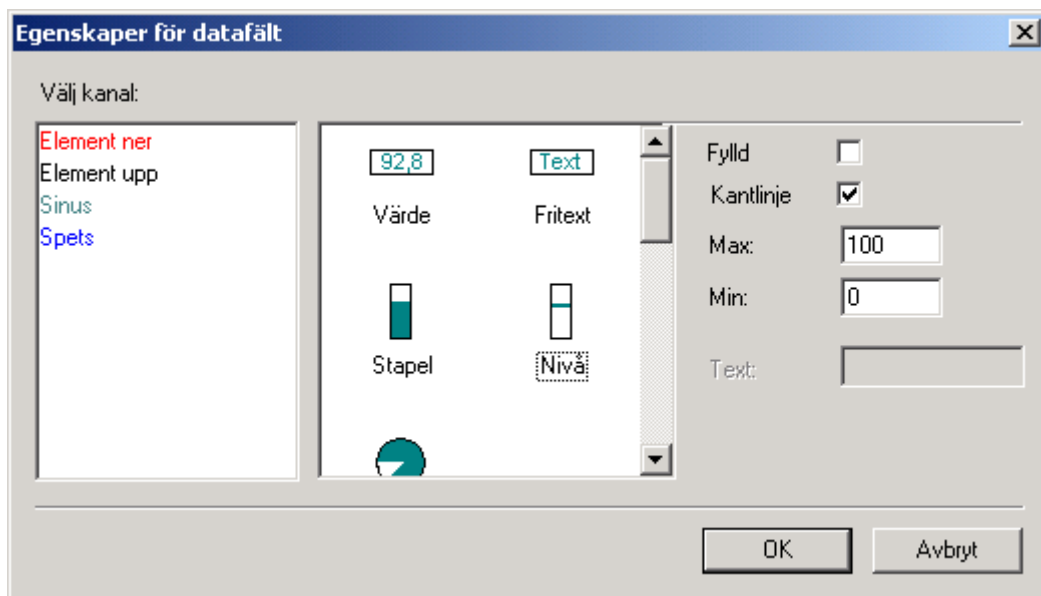 Egenskaper för datafält
Välj kanal:
Element ner
Element upp
Sinus
Spets
92,8
Text
Värde
Fritext
Stapel
Nivå
Fylld
Kantlinje
Max: 100
Min: 0
Text:
OK
Avbryt